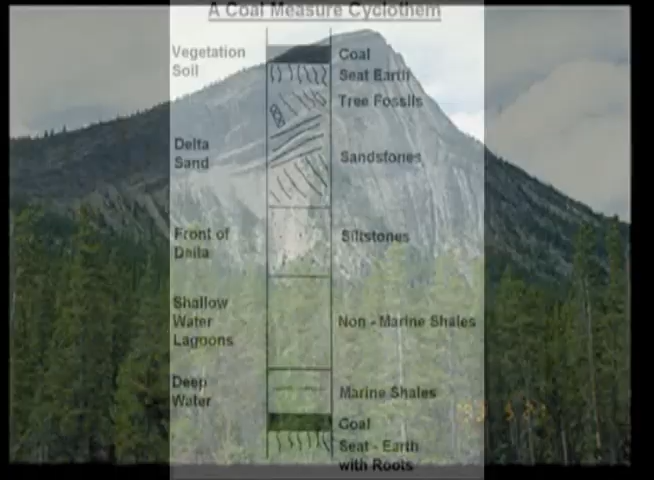 A Coal Measure Cyclothem
Vegetation
Soil
Coal
Seat Earth
Tree Fossils
Delta
Sand
Sandstones
Front of
Delta
Siltstones
Shallow
Water
Lagoons
Non - Marine Shales
Deep
Water
Marine Shales
Coal
Seat - Earth
with Roots